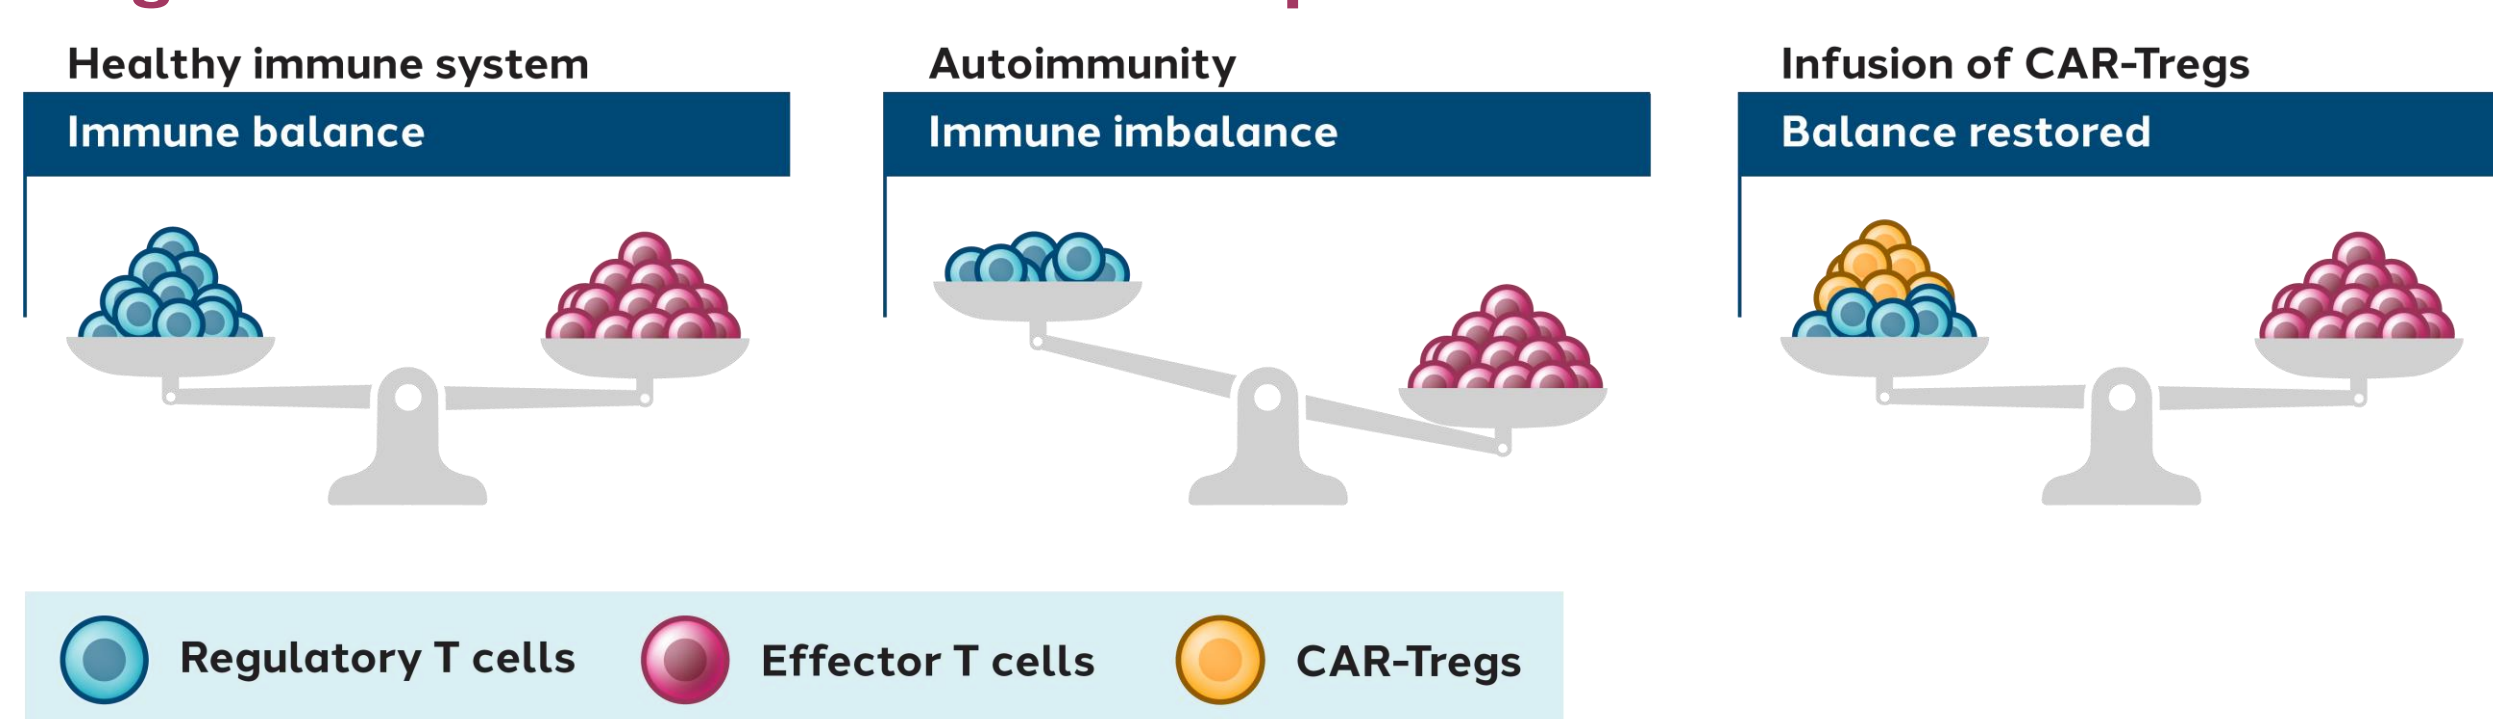 Healthy immune system
Immune balance
Autoimmunity
Immune imbalance
Infusion of CAR-Tregs
Balance restored
Regulatory T cells
Effector T cells
CAR-Tregs